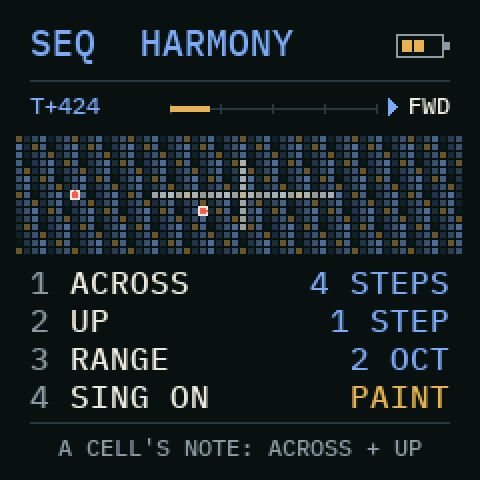 SEQ HARMONY
T+424 FWD
1 ACROSS 4 STEPS
2 UP 1 STEP
3 RANGE 2 OCT
4 SING ON PAINT
A CELL'S NOTE: ACROSS + UP